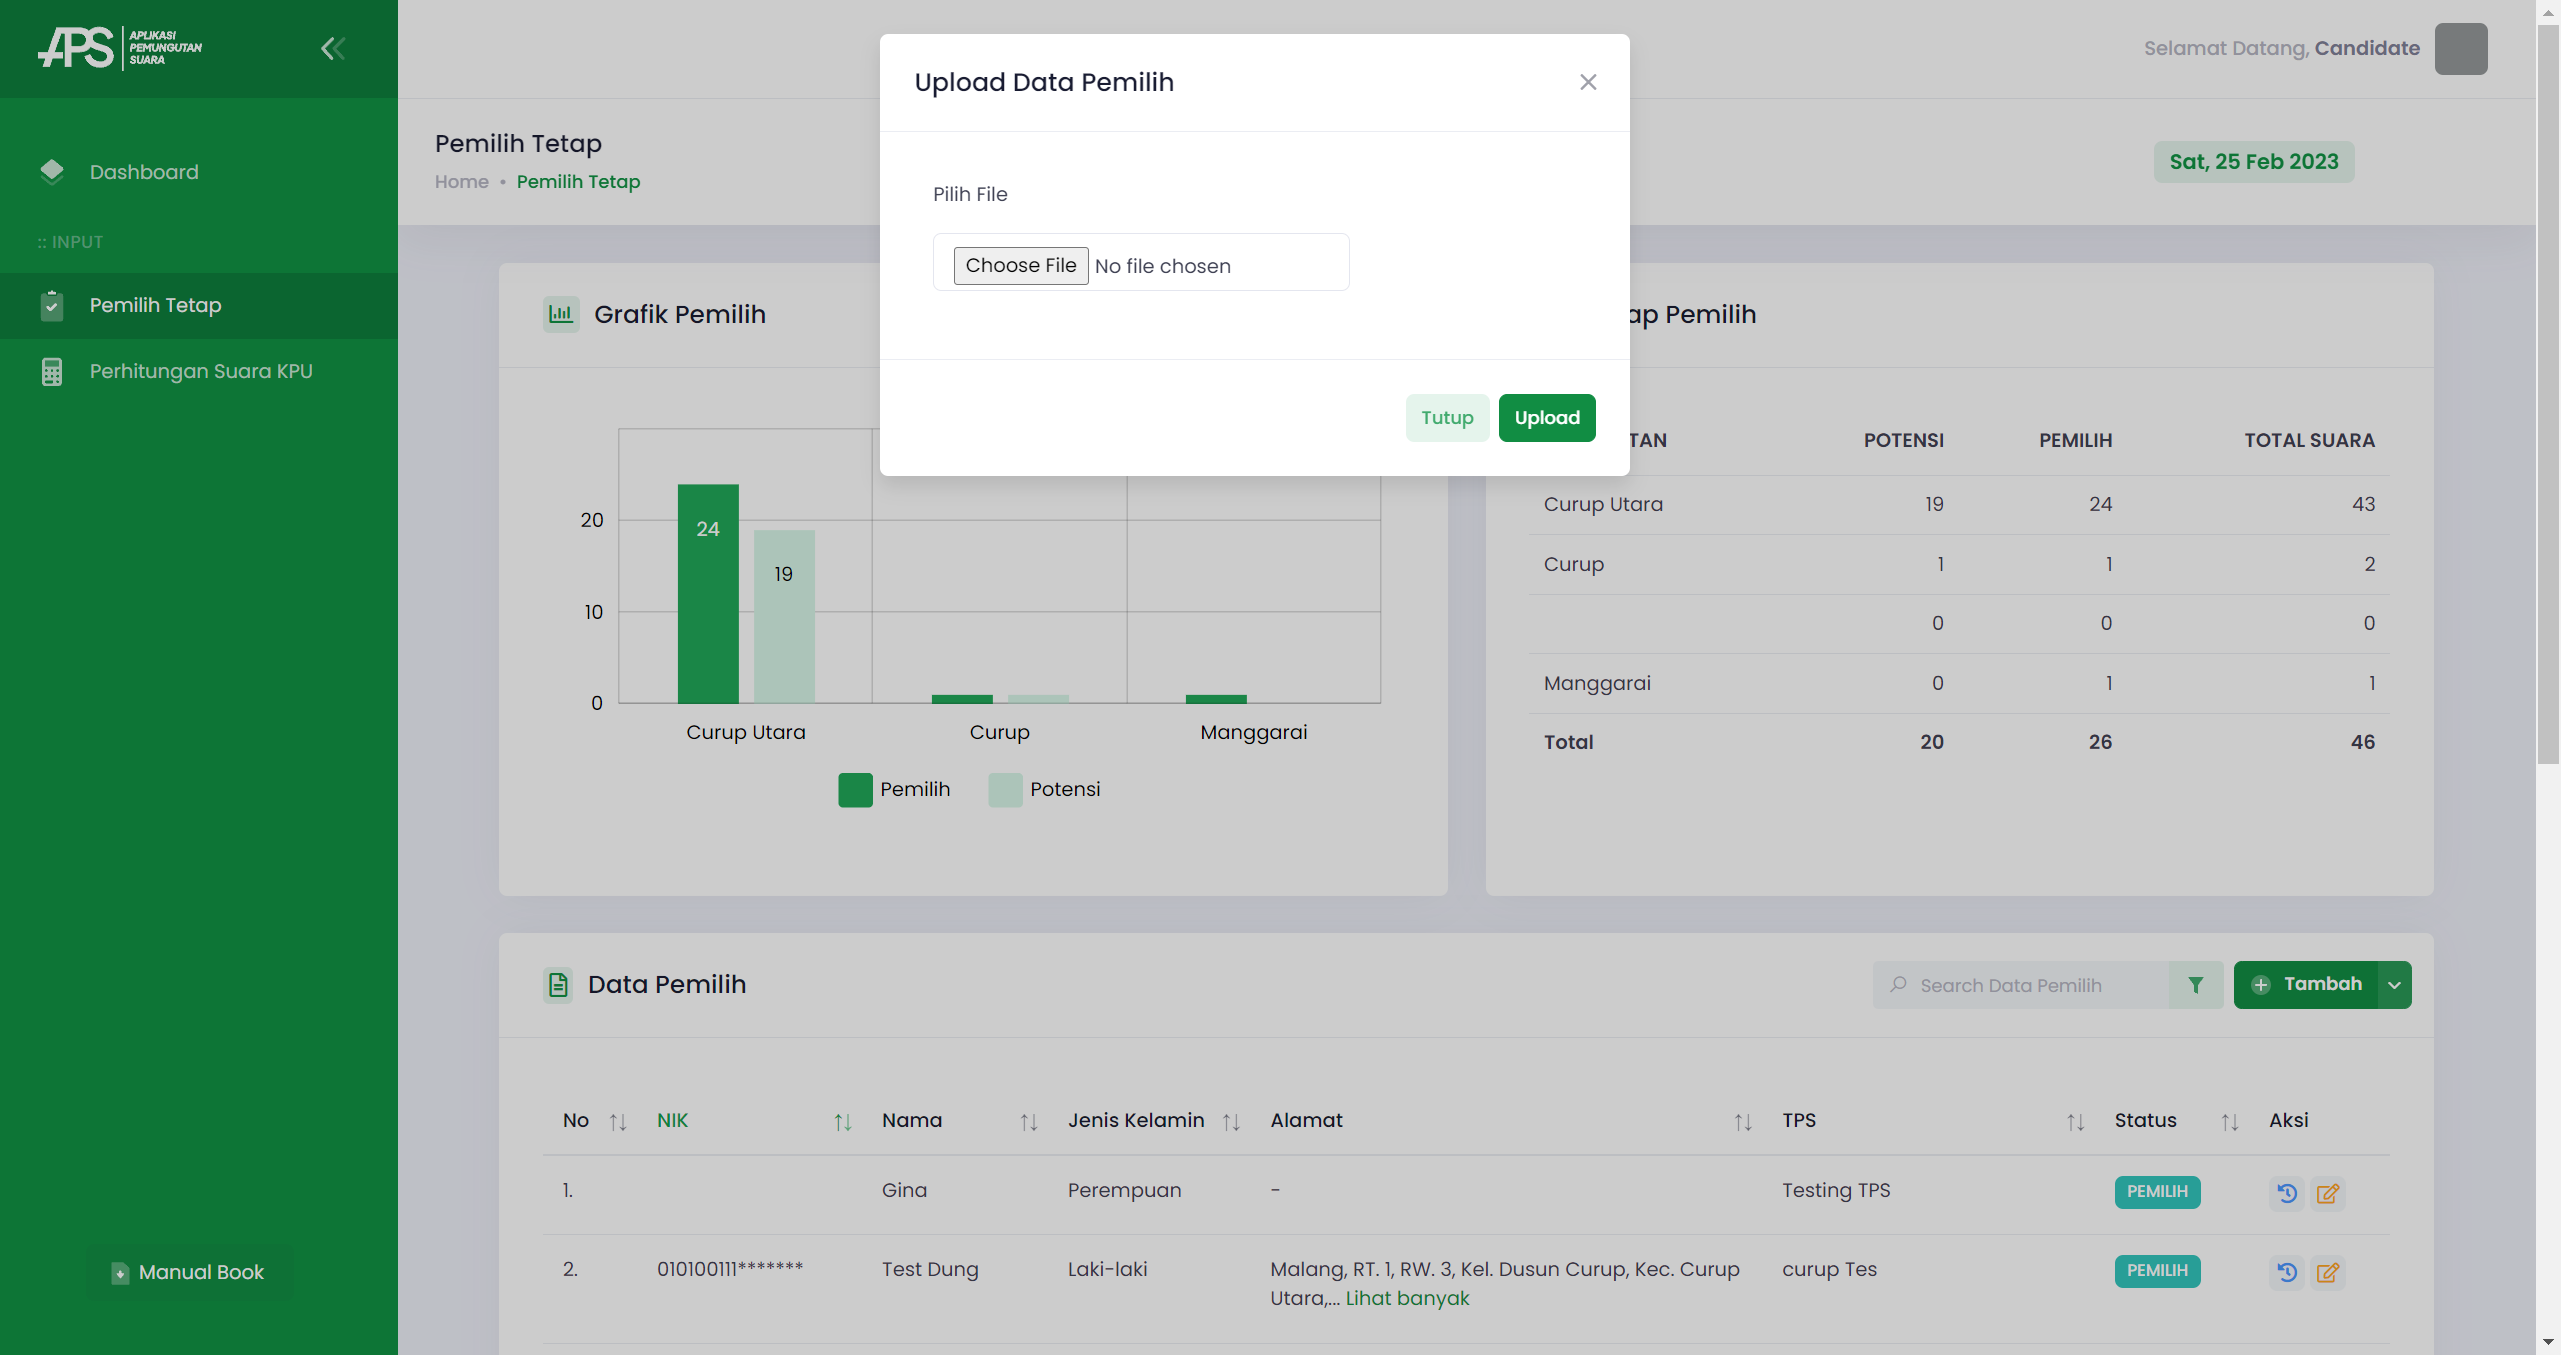 APS APLIKASI
PEMUNGUTAN
SUARA
Dashboard
:: INPUT
Pemilih Tetap
Perhitungan Suara KPU
Manual Book
Selamat Datang, Candidate
Pemilih Tetap
Home • Pemilih Tetap
Sat, 25 Feb 2023
Upload Data Pemilih
Pilih File
Choose File No file chosen
Tutup Upload
Grafik Pemilih
20
10
0
24
19
Curup Utara Curup Manggarai
Pemilih Potensi
ap Pemilih
TAN POTENSI PEMILIH TOTAL SUARA
Curup Utara 19 24 43
Curup 1 1 2
0 0 0
Manggarai 0 1 1
Total 20 26 46
Data Pemilih
Search Data Pemilih
Tambah
No NIK Nama Jenis Kelamin Alamat TPS Status Aksi
1. Gina Perempuan - Testing TPS PEMILIH
2. 010100111******* Test Dung Laki-laki Malang, RT. 1, RW. 3, Kel. Dusun Curup, Kec. Curup curup Tes PEMILIH
Utara,... Lihat banyak